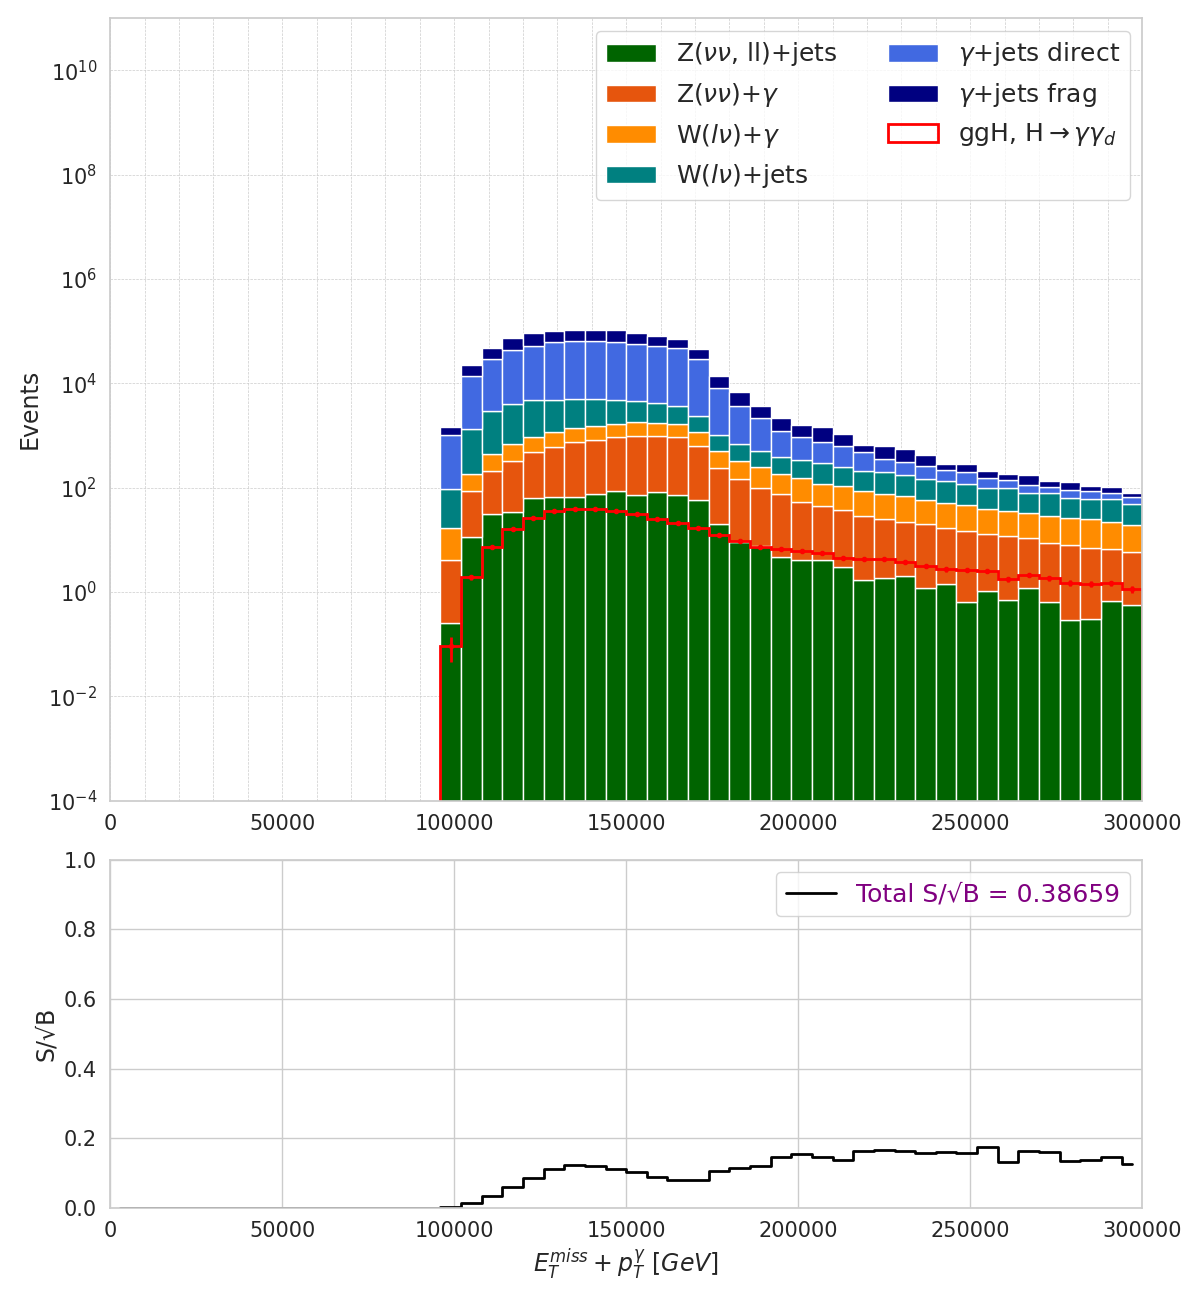 Z(νν, ll)+jets
Z(νν)+γ
W(lν)+γ
W(lν)+jets
γ+jets direct
γ+jets frag
ggH, H→γγ_d
Events
10^10
10^8
10^6
10^4
10^2
10^0
10^−2
10^−4
0 50000 100000 150000 200000 250000 300000
Total S/√B = 0.38659
S/√B
1.0
0.8
0.6
0.4
0.2
0.0
0 50000 100000 150000 200000 250000 300000
E_T^miss + p_T^γ [GeV]